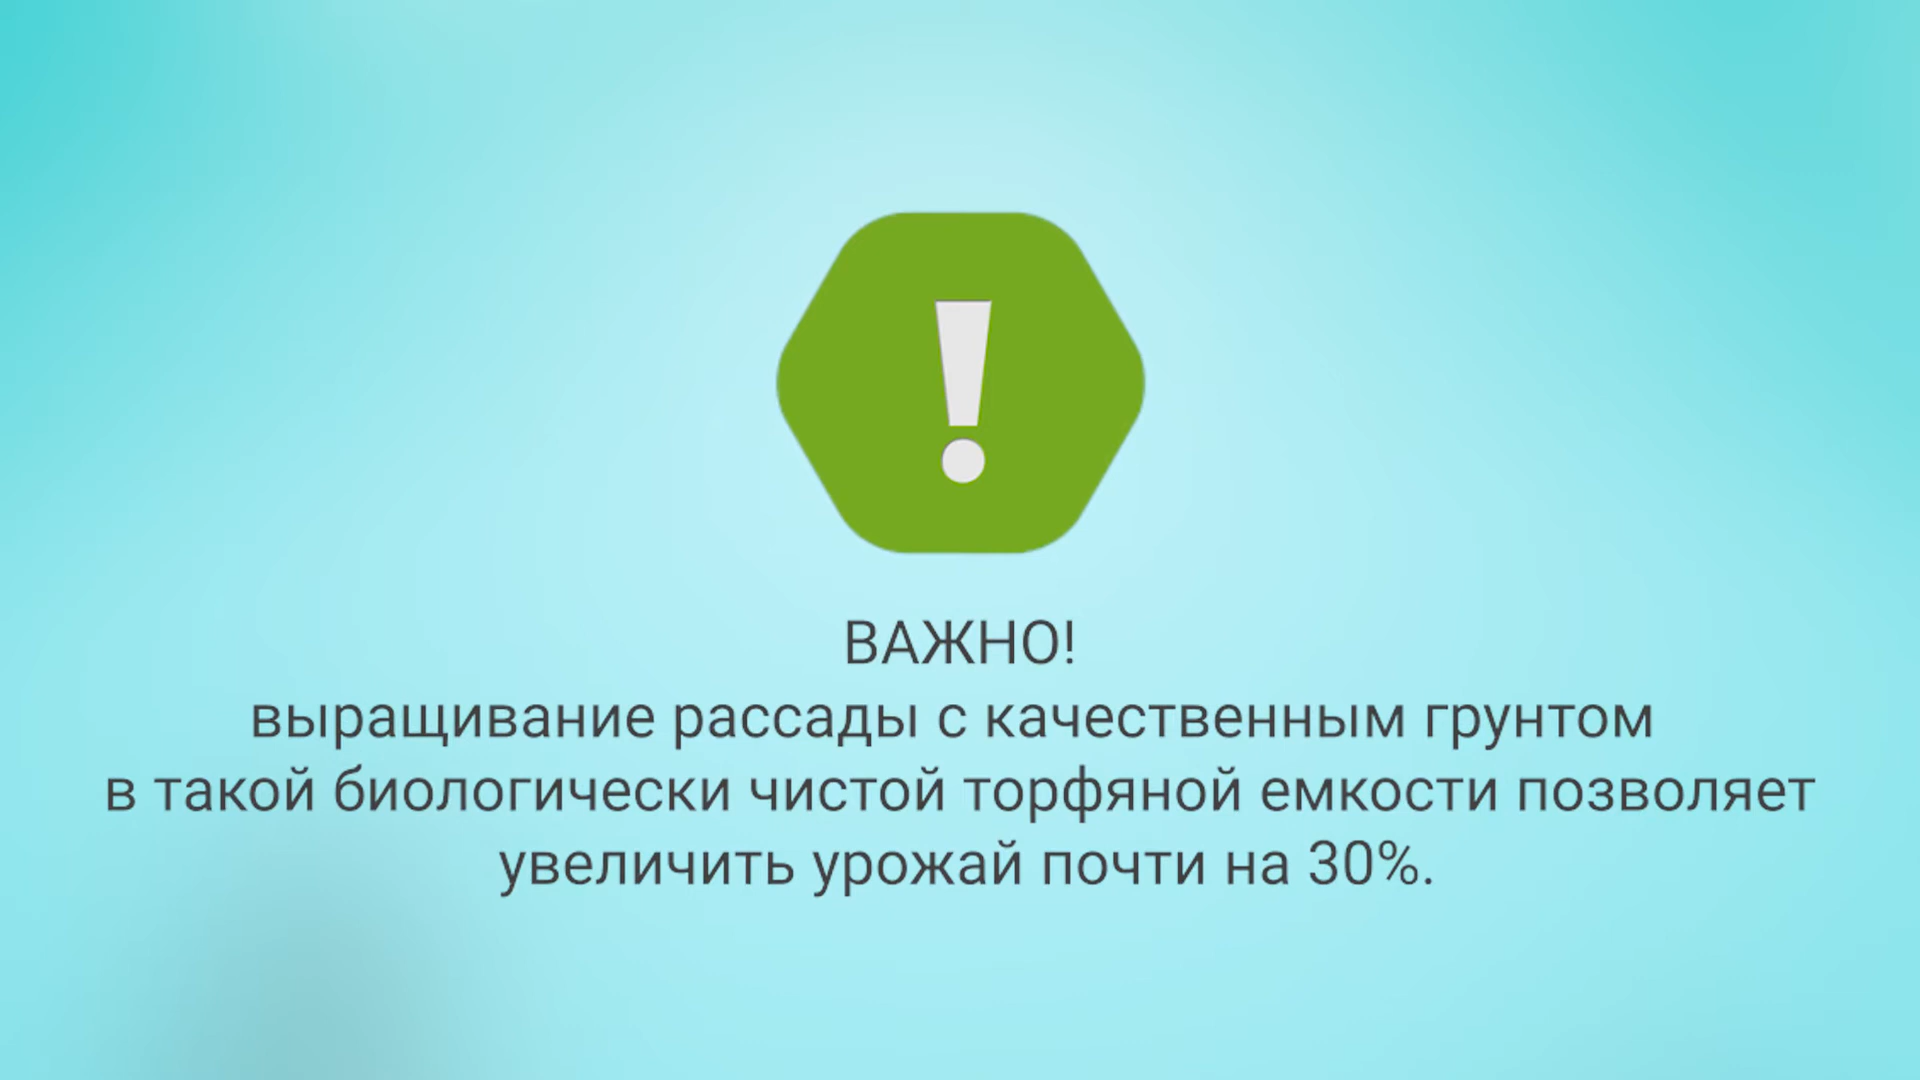 !
ВАЖНО!
выращивание рассады с качественным грунтом
в такой биологически чистой торфяной емкости позволяет
увеличить урожай почти на 30%.